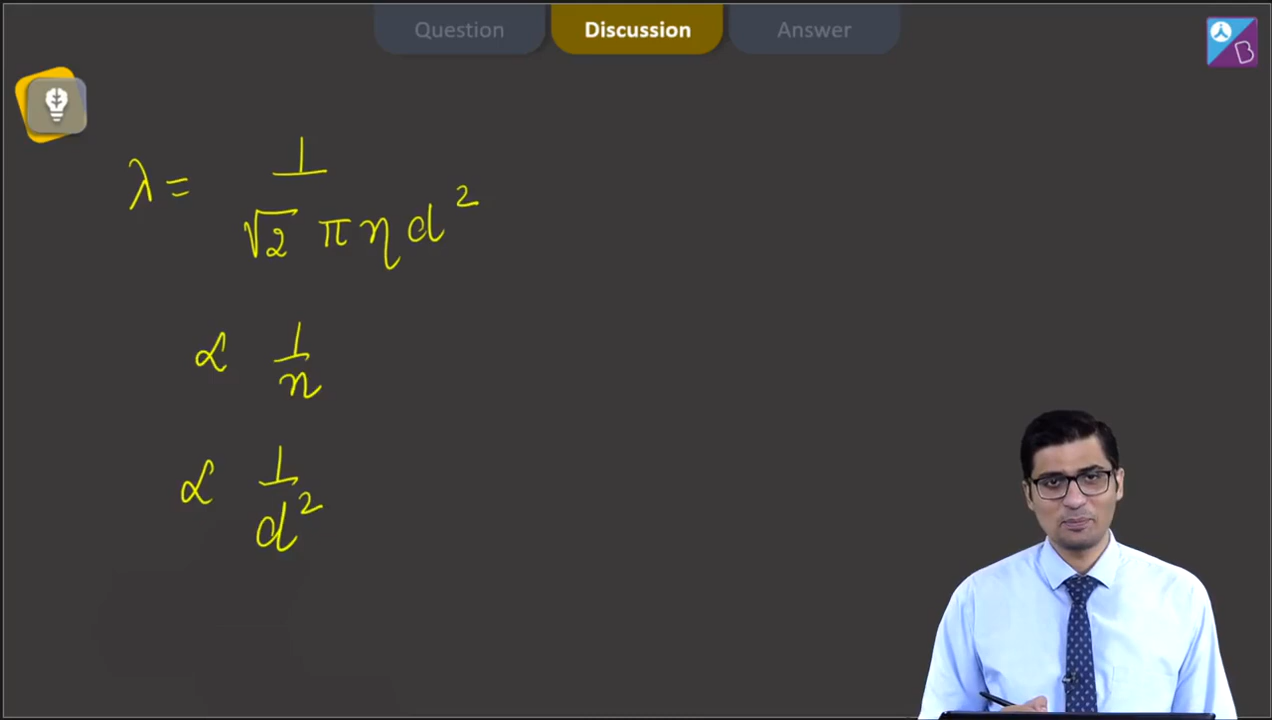 Question Discussion Answer
B
λ = 1 / √2 π η d²
∝ 1/n
∝ 1/d²